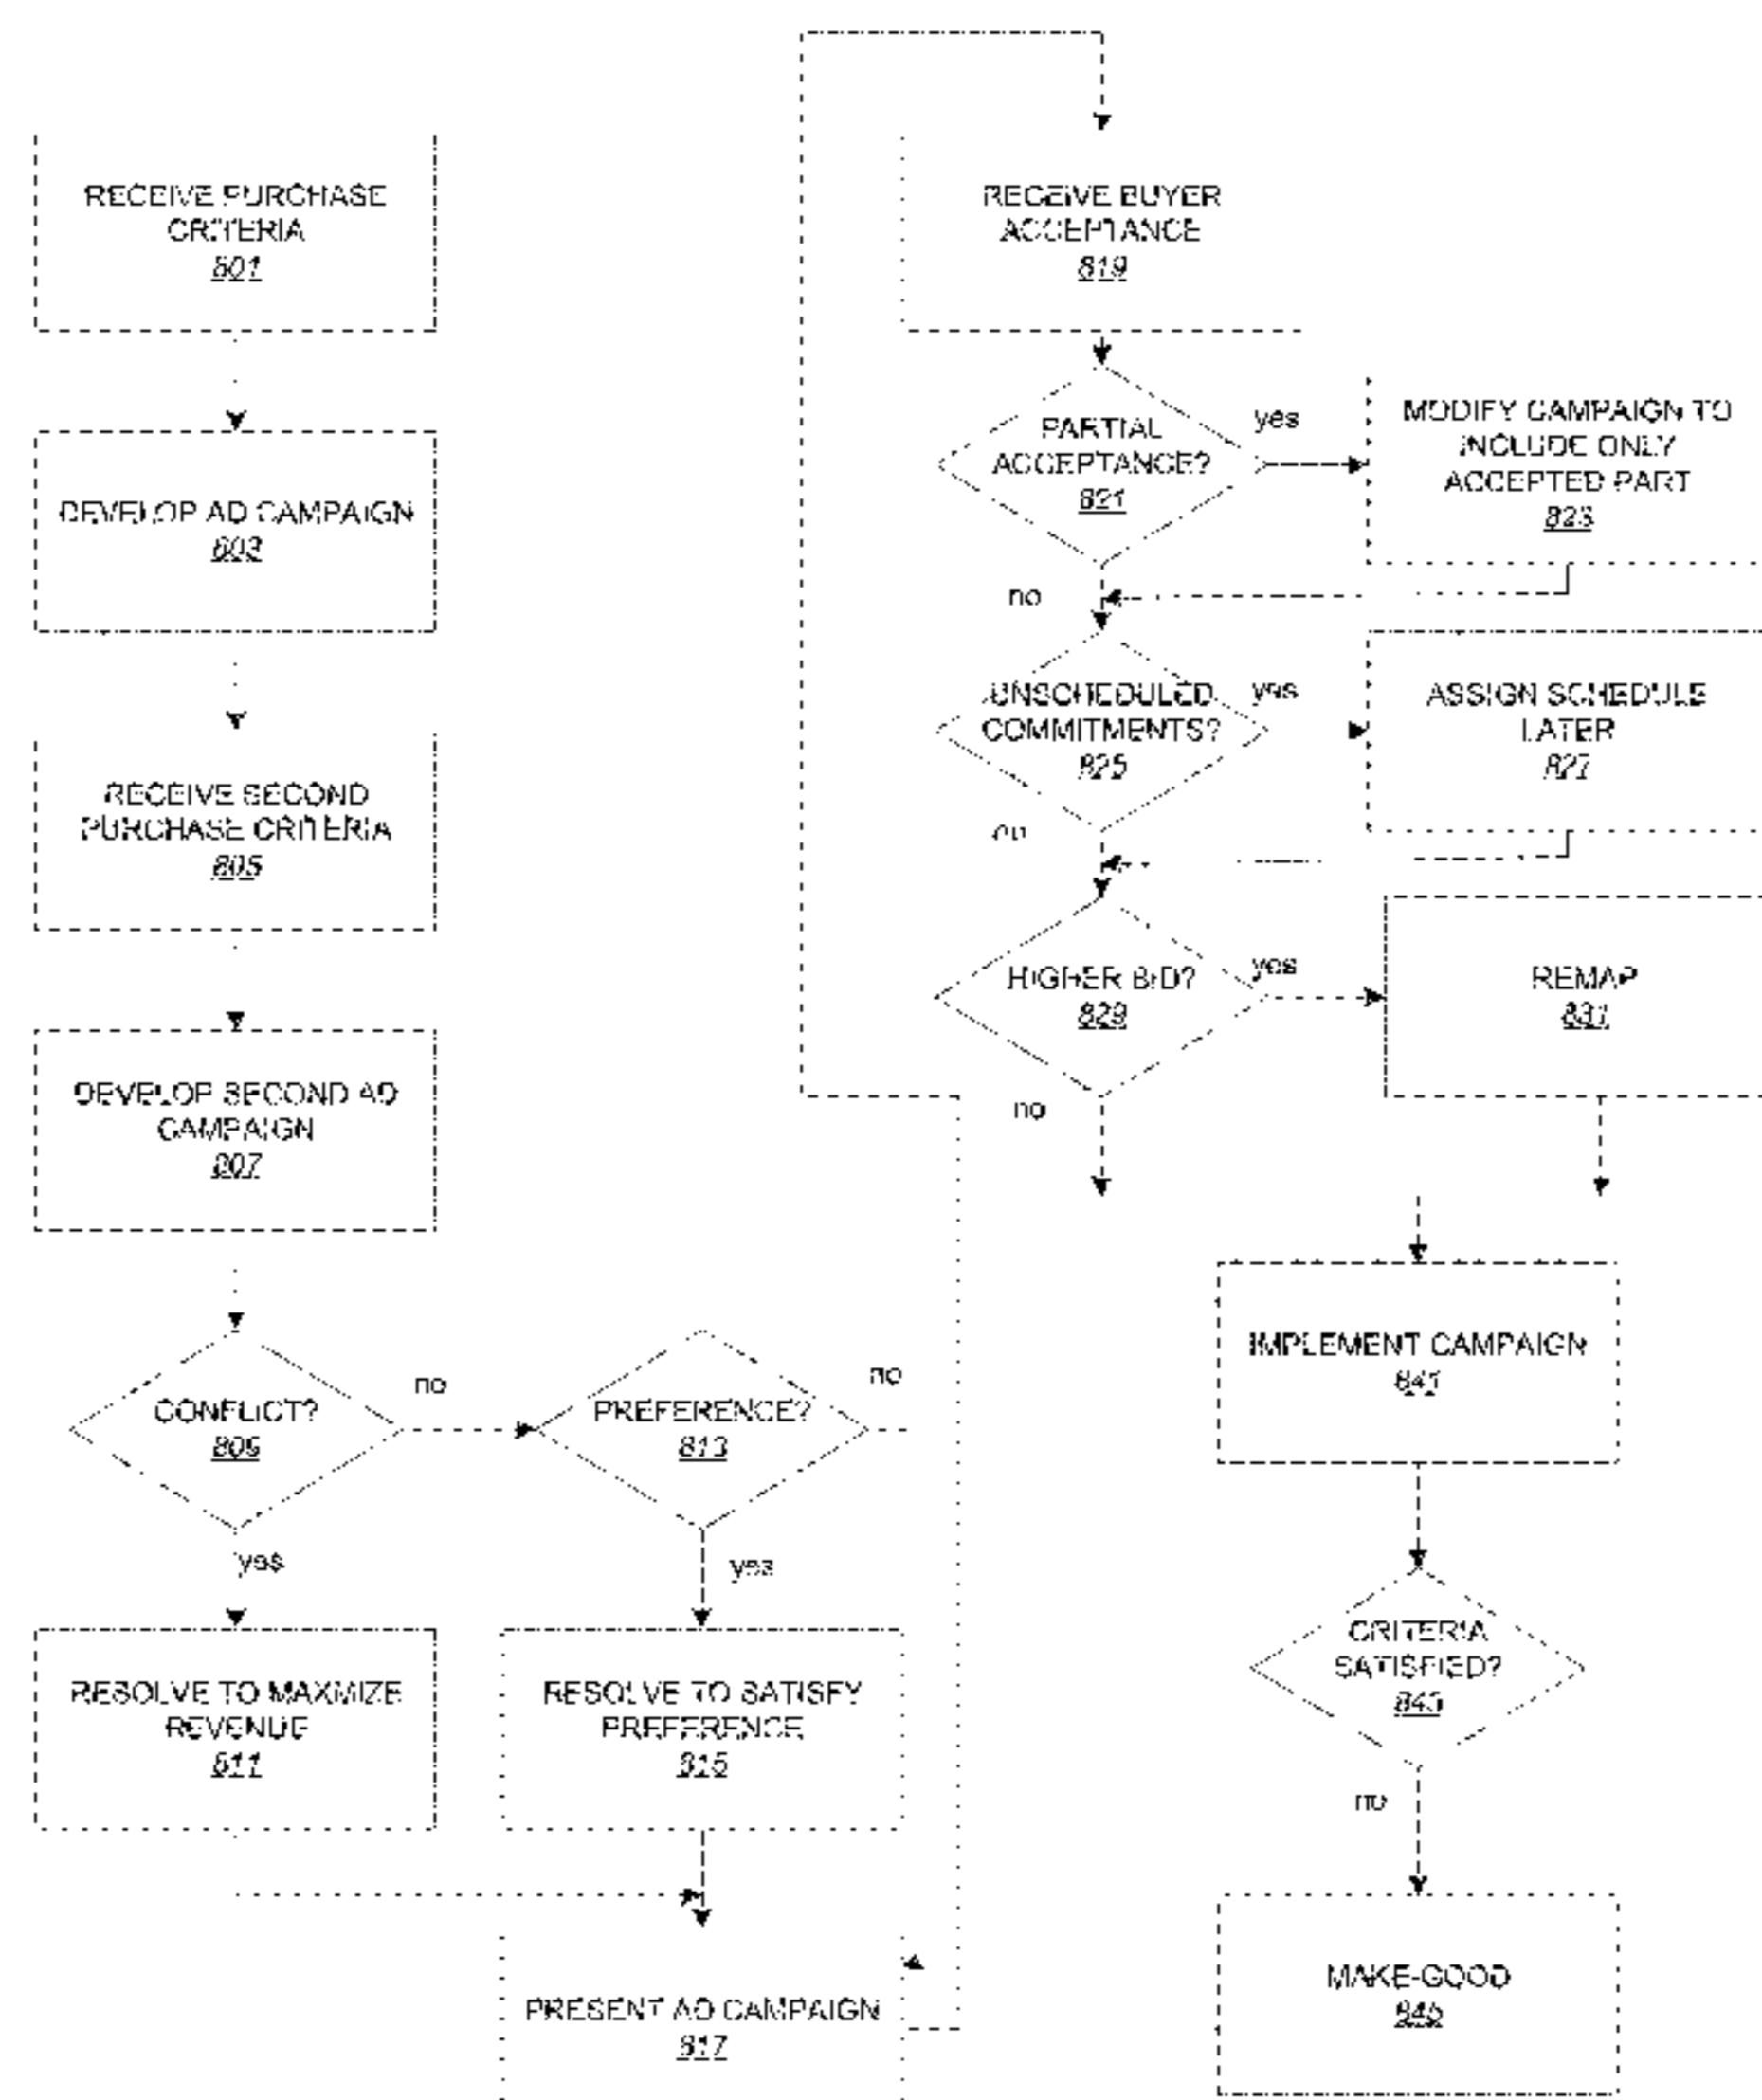 RECEIVE PURCHASE
CRITERIA
801
DEVELOP AD CAMPAIGN
803
RECEIVE SECOND
PURCHASE CRITERIA
805
DEVELOP SECOND AD
CAMPAIGN
807
CONFLICT?
809
no
yes
PREFERENCE?
813
no
yes
RESOLVE TO MAXMIZE
REVENUE
811
RESOLVE TO SATISFY
PREFERENCE
815
PRESENT AD CAMPAIGN
817
RECEIVE BUYER
ACCEPTANCE
819
PARTIAL
ACCEPTANCE?
821
yes
no
MODIFY CAMPAIGN TO
INCLUDE ONLY
ACCEPTED PART
823
UNSCHEDULED
COMMITMENTS?
825
yes
no
ASSIGN SCHEDULE
LATER
827
HIGHER BID?
829
yes
no
REMAP
831
IMPLEMENT CAMPAIGN
841
CRITERIA
SATISFIED?
843
no
MAKE-GOOD
845